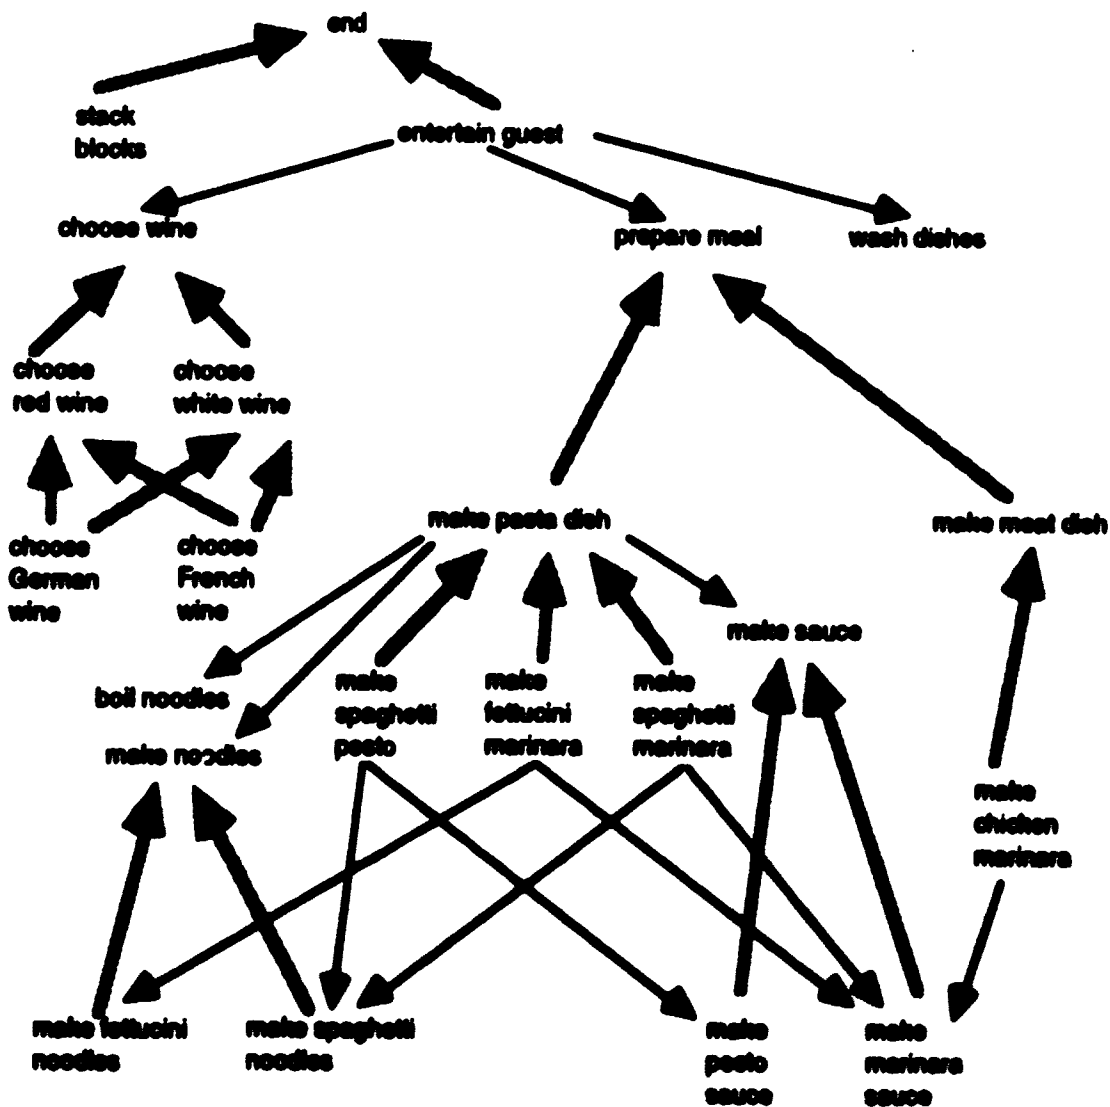 end
stack
blocks
entertain guest
choose wine
prepare meal
wash dishes
choose
red wine
choose
white wine
make pasta dish
make meat dish
choose
German
wine
choose
French
wine
make sauce
boil noodles
make noodles
make
spaghetti
pesto
make
fettucini
marinara
make
spaghetti
marinara
make
chicken
marinara
make fettucini
noodles
make spaghetti
noodles
make
pesto
sauce
make
marinara
sauce